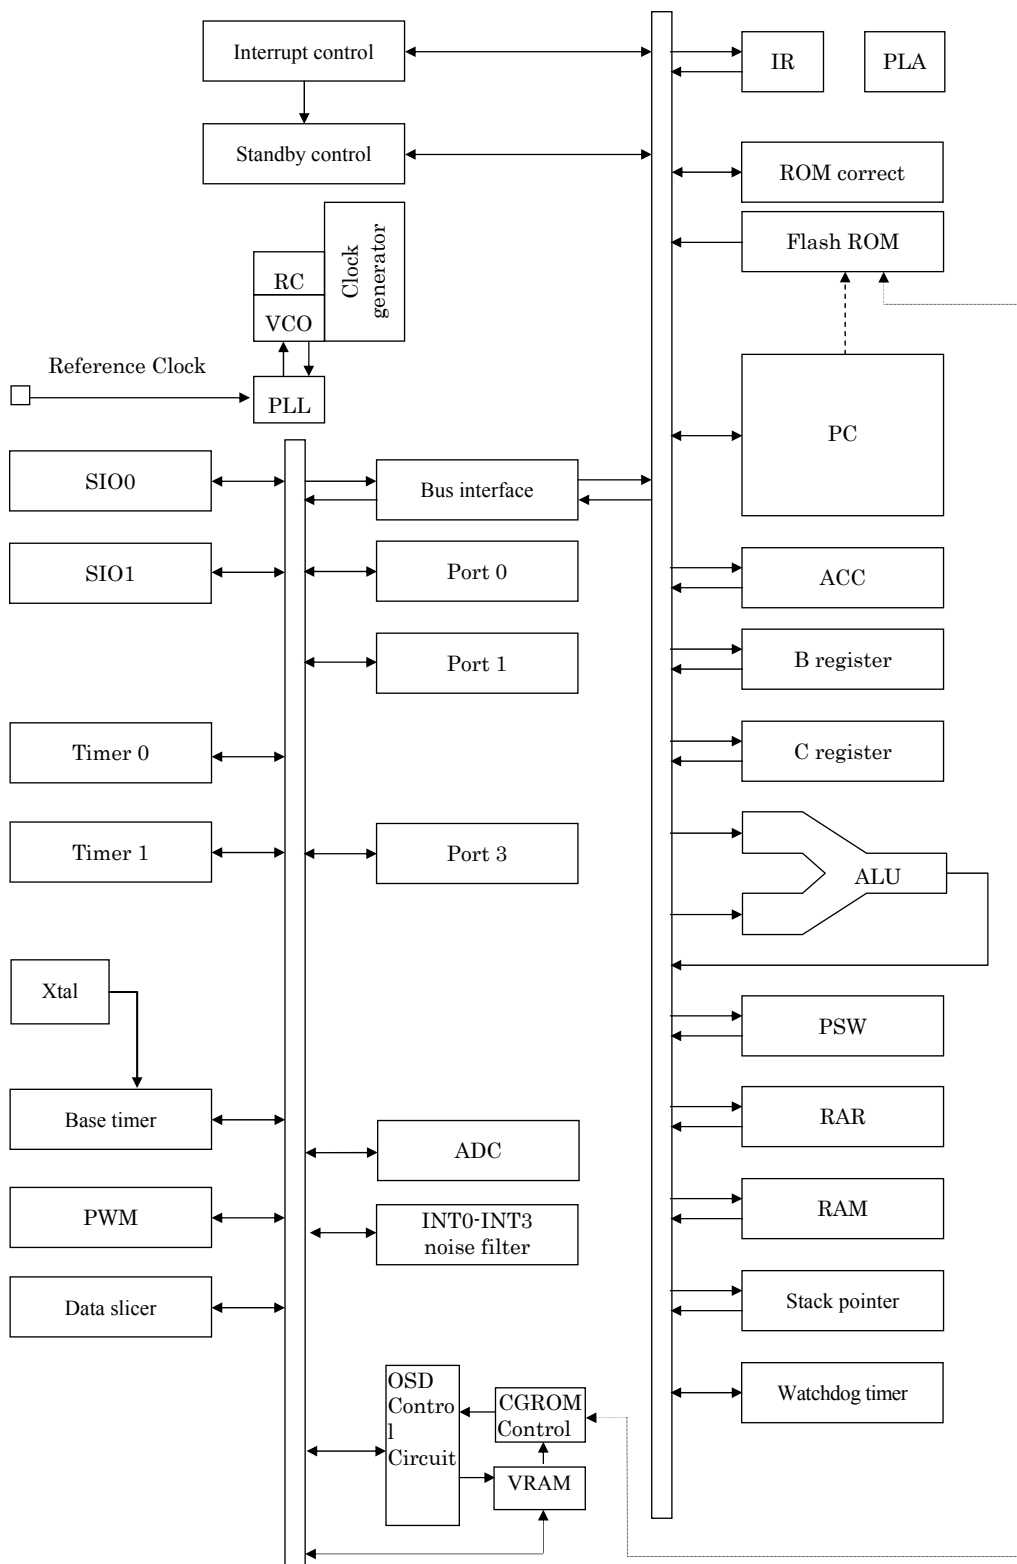 Interrupt control
IR
PLA
Standby control
ROM correct
Flash ROM
Clock
generator
RC
VCO
Reference Clock
PLL
PC
SIO0
Bus interface
SIO1
Port 0
ACC
Port 1
B register
Timer 0
C register
Timer 1
Port 3
ALU
Xtal
PSW
Base timer
RAR
ADC
PWM
INT0-INT3
noise filter
RAM
Data slicer
Stack pointer
OSD
Contro
l
Circuit
CGROM
Control
Watchdog timer
VRAM